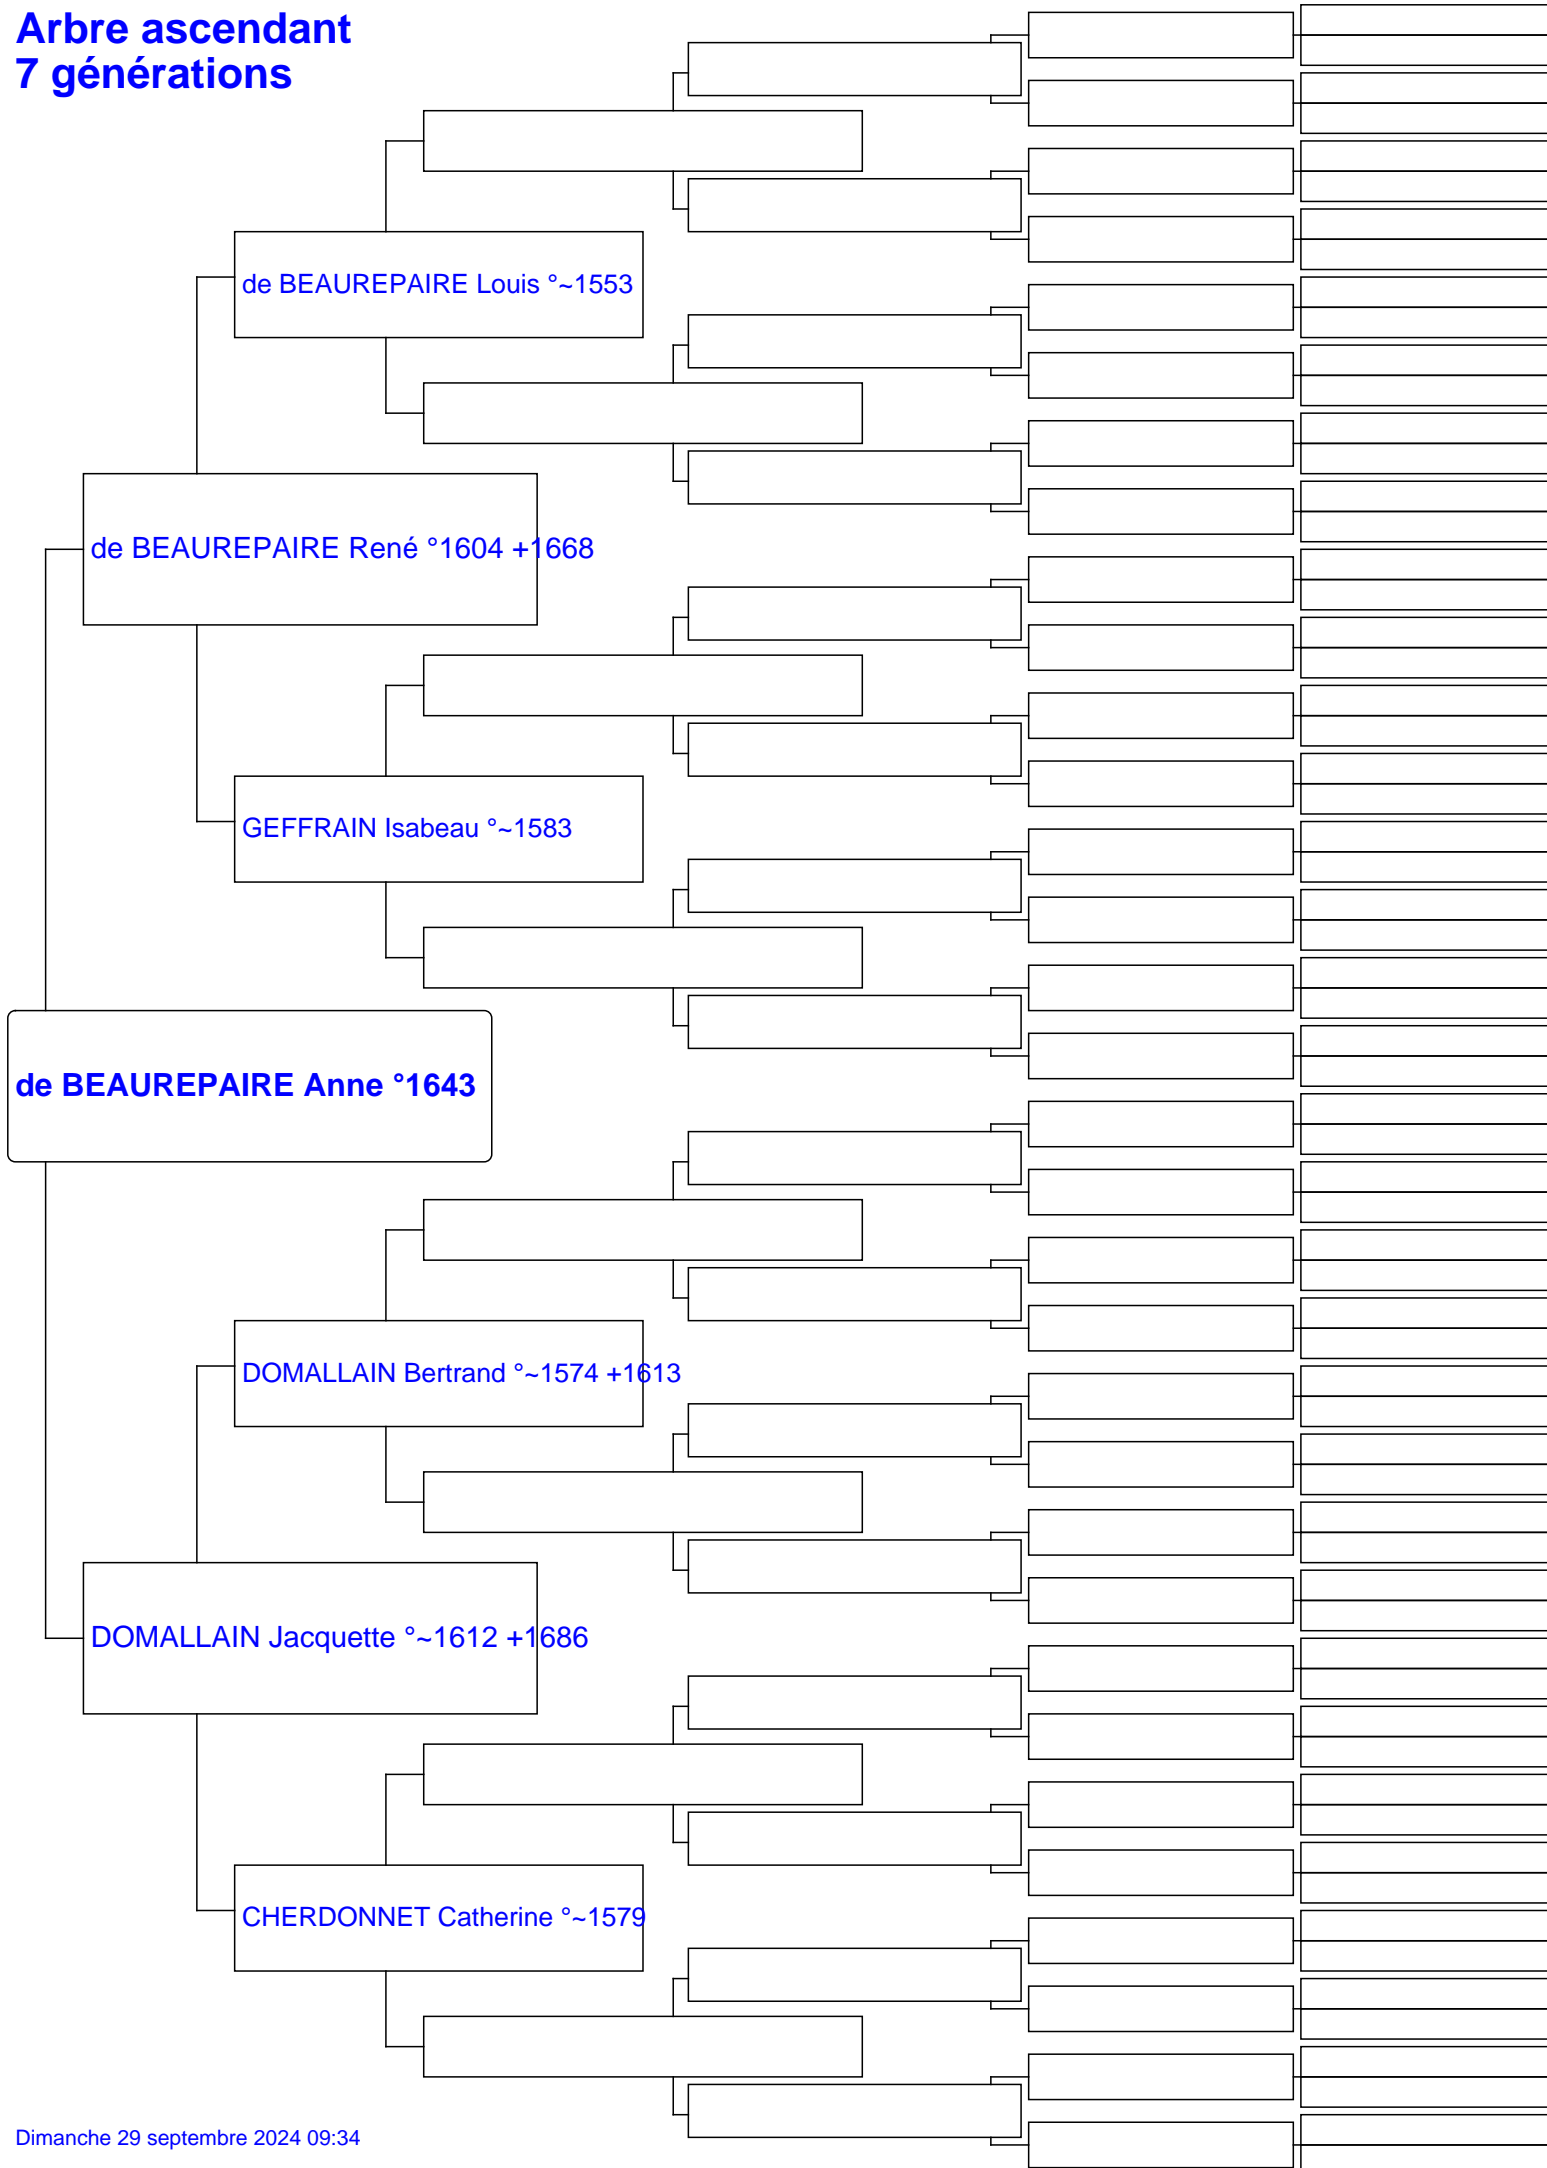 Arbre ascendant
7 générations
de BEAUREPAIRE Louis °~1553
de BEAUREPAIRE René °1604 +1668
GEFFRAIN Isabeau °~1583
de BEAUREPAIRE Anne °1643
DOMALLAIN Bertrand °~1574 +1613
DOMALLAIN Jacquette °~1612 +1686
CHERDONNET Catherine °~1579
Dimanche 29 septembre 2024 09:34